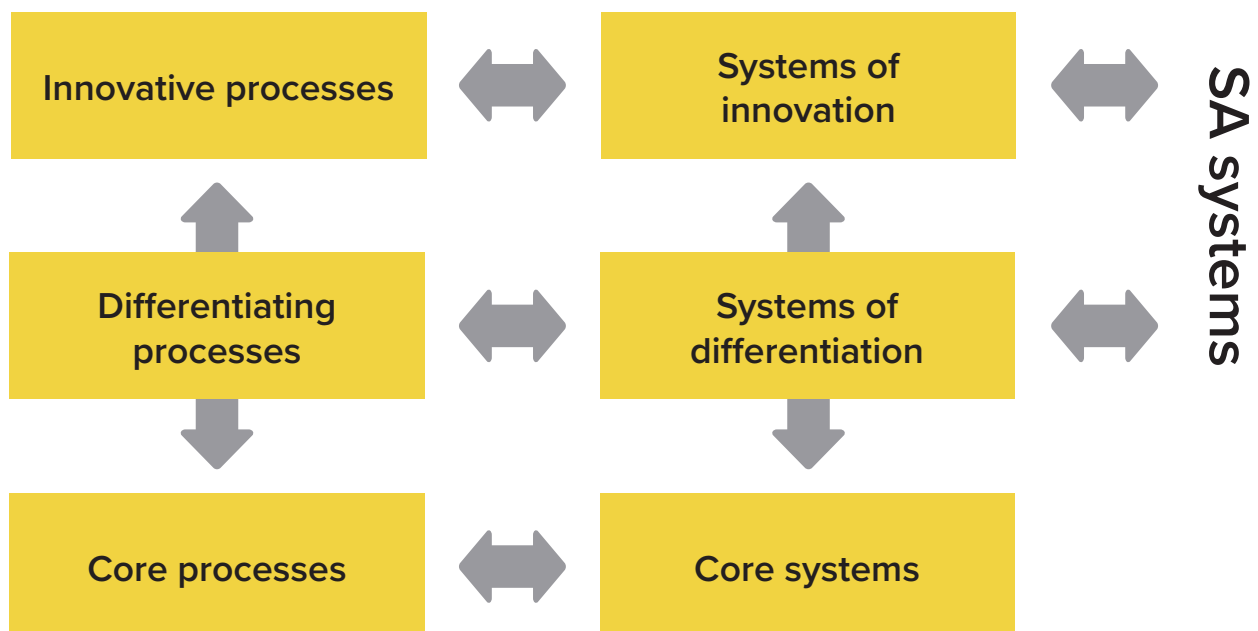 Innovative processes
Systems of
innovation
SA systems
Differentiating
processes
Systems of
differentiation
Core processes
Core systems